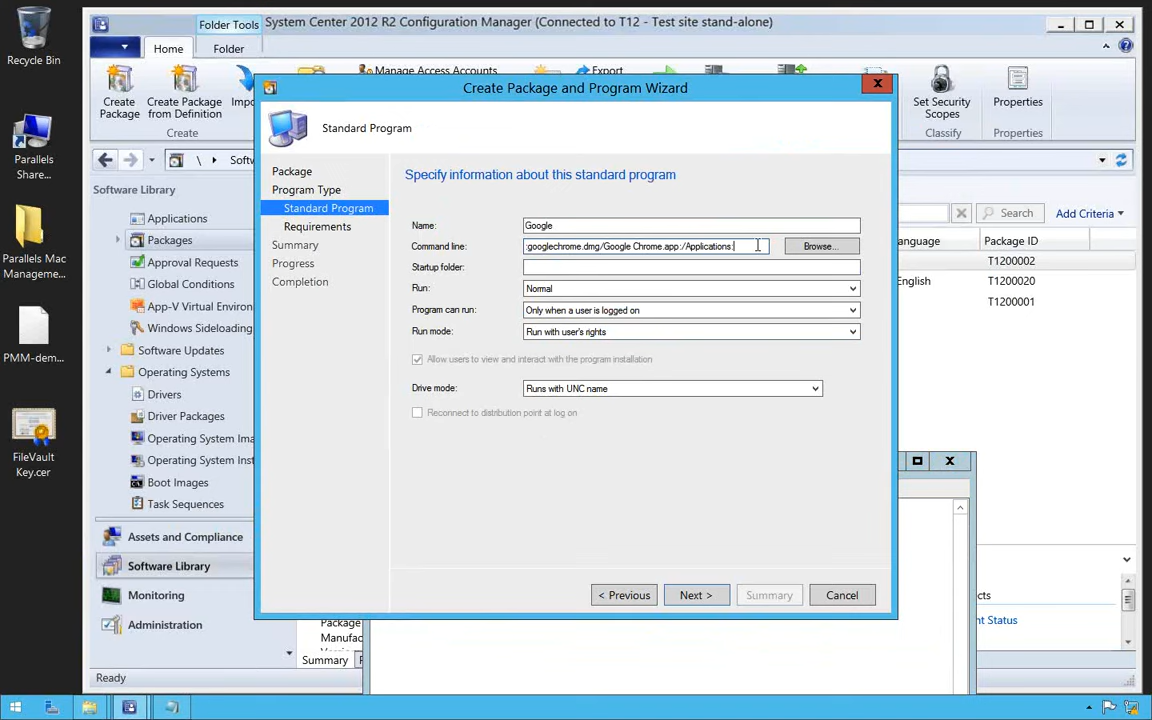 Folder Tools
System Center 2012 R2 Configuration Manager (Connected to T12 - Test site stand-alone)
Home
Folder
Create
Package
Create Package
from Definition
Create
Manage Access Accounts
Export
Set Security
Scopes
Classify
Properties
Properties
\
Recycle Bin
Parallels
Share...
Parallels Mac
Manageme...
PMM-dem...
FileVault
Key.cer
Software Library
Applications
Packages
Approval Requests
Global Conditions
App-V Virtual Environ
Windows Sideloading
Software Updates
Operating Systems
Drivers
Driver Packages
Operating System Ima
Operating System Inst
Boot Images
Task Sequences
Assets and Compliance
Software Library
Monitoring
Administration
Ready
Search
Add Criteria
Package ID
T1200002
English
T1200020
T1200001
Create Package and Program Wizard
X
Standard Program
Package
Program Type
Standard Program
Requirements
Summary
Progress
Completion
Specify information about this standard program
Name:
Google
Command line:
:googlechrome.dmg/Google Chrome.app:/Applications:
Browse...
Startup folder:
Run:
Normal
Program can run:
Only when a user is logged on
Run mode:
Run with user's rights
Allow users to view and interact with the program installation
Drive mode:
Runs with UNC name
Reconnect to distribution point at log on
< Previous
Next >
Summary
Cancel
X
Package
Manufac
Summary
nt Status